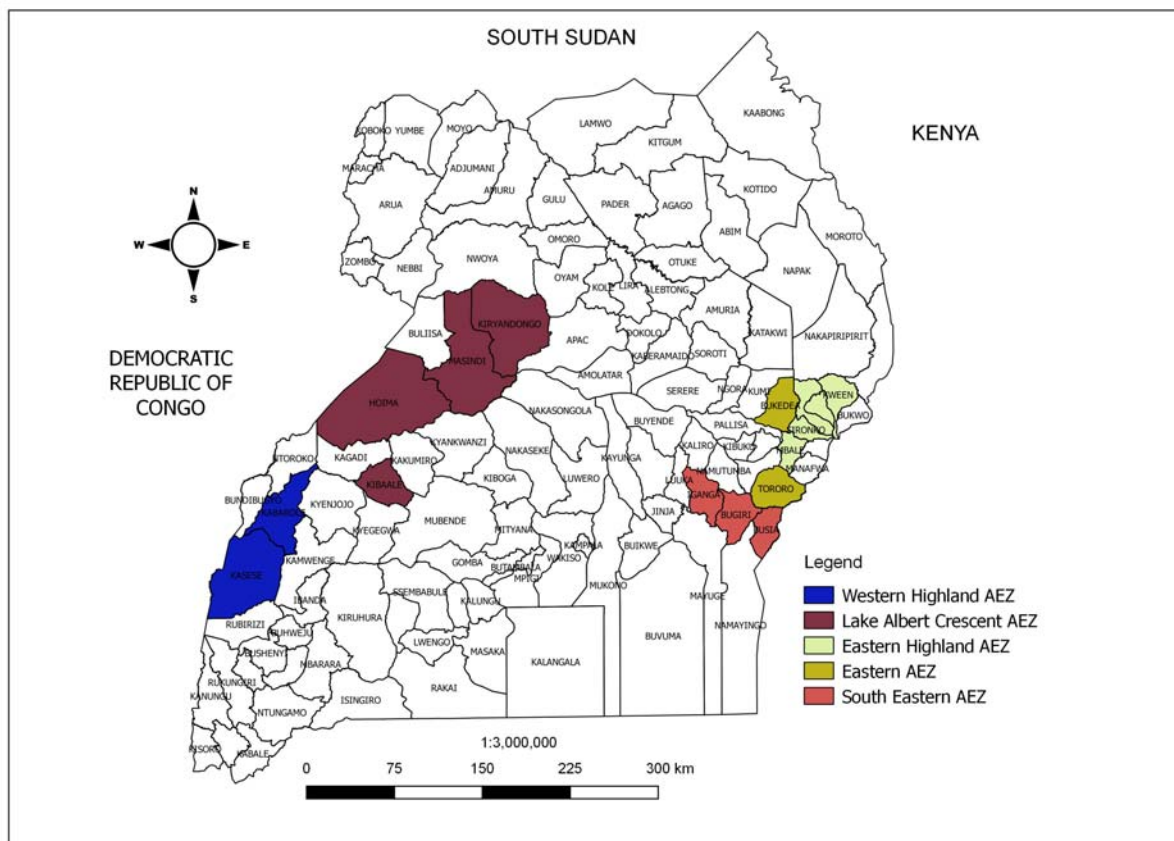 SOUTH SUDAN
KENYA
DEMOCRATIC
REPUBLIC OF
CONGO
N
W
E
S
KAABONG
LAMWO
KITGUM
MOYO
YUMBE
MARACHA
ADJUMANI
AMURU
ARUA
GULU
PADER
AGAGO
KOTIDO
ABIM
MOROTO
OMORO
ZOMBO
NEBBI
NWOYA
OTUKE
NAPAK
OYAM
KOLE
LIRA
ALEBTONG
AMURIA
KIRYANDONGO
BULIISA
KATAKWI
NAKAPIRIPIRIT
APAC
DOKOLO
MASINDI
KABERAMAIDO
SOROTI
AMOLATAR
HOIMA
SERERE
NGORA
KUMI
BUKEDEA
KWEEN
NAKASONGOLA
BUKWO
BUYENDE
PALLISA
SIRONKO
KYANKWANZI
NAKASEKE
KALIRO
KIBUKU
MBALE
NTOROKO
KAGADI
KAKUMIRO
KAYUNGA
MANAFWA
NAMUTUMBA
KIBOGA
LUWERO
LUUKA
KIBAALE
TORORO
IGANGA
BUNDIBUGYO
KABAROLE
KYENJOJO
BUGIRI
JINJA
MUBENDE
MITYANA
KYEGEGWA
BUSIA
KAMPALA
BUIKWE
WAKISO
KAMWENGE
GOMBA
BUTAMBALA
KASESE
MPIGI
MUKONO
IBANDA
SSEMBABULE
KALUNGU
MAYUGE
NAMAYINGO
KIRUHURA
RUBIRIZI
BUHWEJU
BUVUMA
LWENGO
BUSHENYI
MASAKA
MBARARA
KALANGALA
RUKUNGIRI
RAKAI
KANUNGU
ISINGIRO
NTUNGAMO
KISORO
KABALE
Legend
Western Highland AEZ
Lake Albert Crescent AEZ
Eastern Highland AEZ
Eastern AEZ
South Eastern AEZ
1:3,000,000
0 75 150 225 300 km